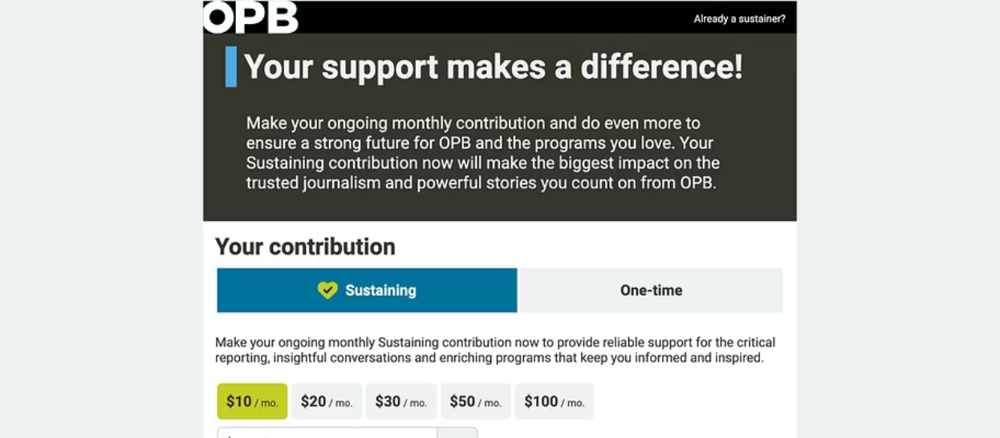 OPB
Already a sustainer?
Your support makes a difference!
Make your ongoing monthly contribution and do even more to
ensure a strong future for OPB and the programs you love. Your
Sustaining contribution now will make the biggest impact on the
trusted journalism and powerful stories you count on from OPB.
Your contribution
Sustaining
One-time
Make your ongoing monthly Sustaining contribution now to provide reliable support for the critical
reporting, insightful conversations and enriching programs that keep you informed and inspired.
$10 / mo. $20 / mo. $30 / mo. $50 / mo. $100 / mo.